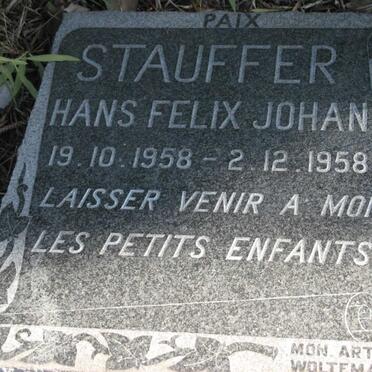 PAIX
STAUFFER
HANS FELIX JOHAN
19.10.1958 - 2.12.1958
LAISSER VENIR A MOI
LES PETITS ENFANTS
MON. ART
WOLTEMA